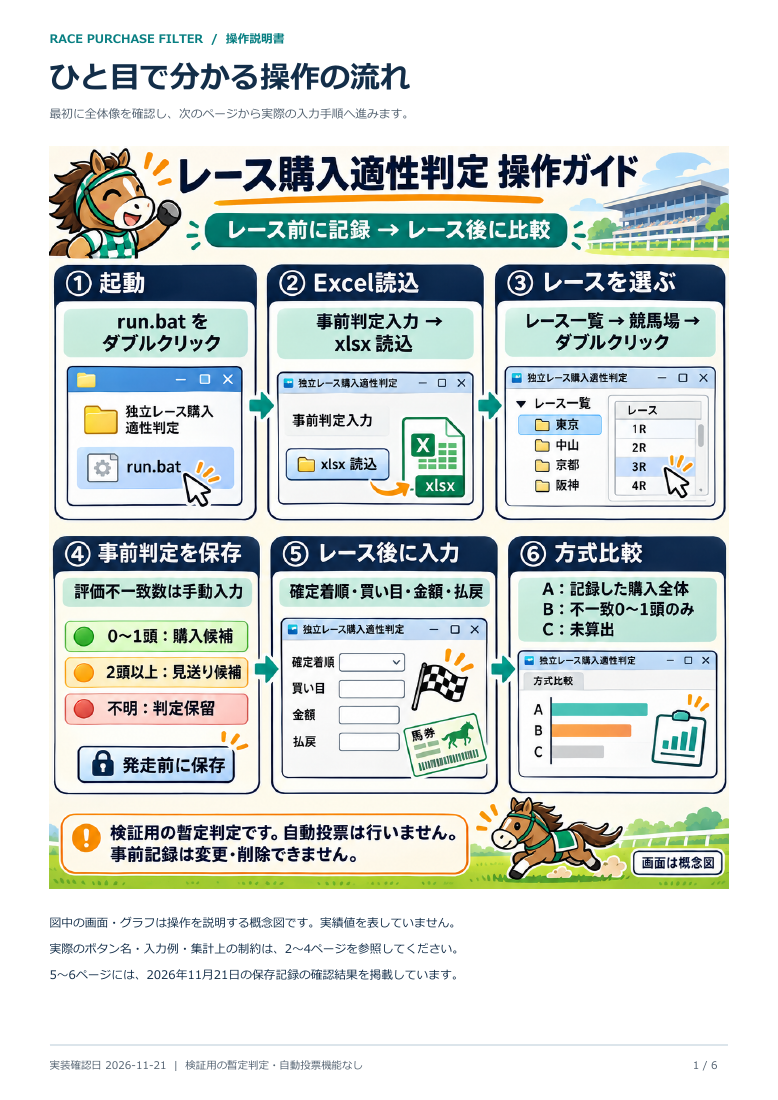 RACE PURCHASE FILTER / 操作説明書
ひと目で分かる操作の流れ
最初に全体像を確認し、次のページから実際の入力手順へ進みます。
レース購入適性判定 操作ガイド
レース前に記録 → レース後に比較
① 起動
run.bat を
ダブルクリック
独立レース購入
適性判定
run.bat
② Excel読込
事前判定入力 →
xlsx 読込
独立レース購入適性判定
事前判定入力
xlsx 読込
X
xlsx
③ レースを選ぶ
レース一覧 → 競馬場 →
ダブルクリック
独立レース購入適性判定
レース一覧
東京
中山
京都
阪神
レース
1R
2R
3R
4R
④ 事前判定を保存
評価不一致数は手動入力
0〜1頭：購入候補
2頭以上：見送り候補
不明：判定保留
発走前に保存
⑤ レース後に入力
確定着順・買い目・金額・払戻
独立レース購入適性判定
確定着順
買い目
金額
払戻
馬券
⑥ 方式比較
A：記録した購入全体
B：不一致0〜1頭のみ
C：未算出
独立レース購入適性判定
方式比較
A
B
C
検証用の暫定判定です。自動投票は行いません。
事前記録は変更・削除できません。
画面は概念図
図中の画面・グラフは操作を説明する概念図です。実績値を表していません。
実際のボタン名・入力例・集計上の制約は、2〜4ページを参照してください。
5〜6ページには、2026年11月21日の保存記録の確認結果を掲載しています。
実装確認日 2026-11-21 | 検証用の暫定判定・自動投票機能なし
1 / 6